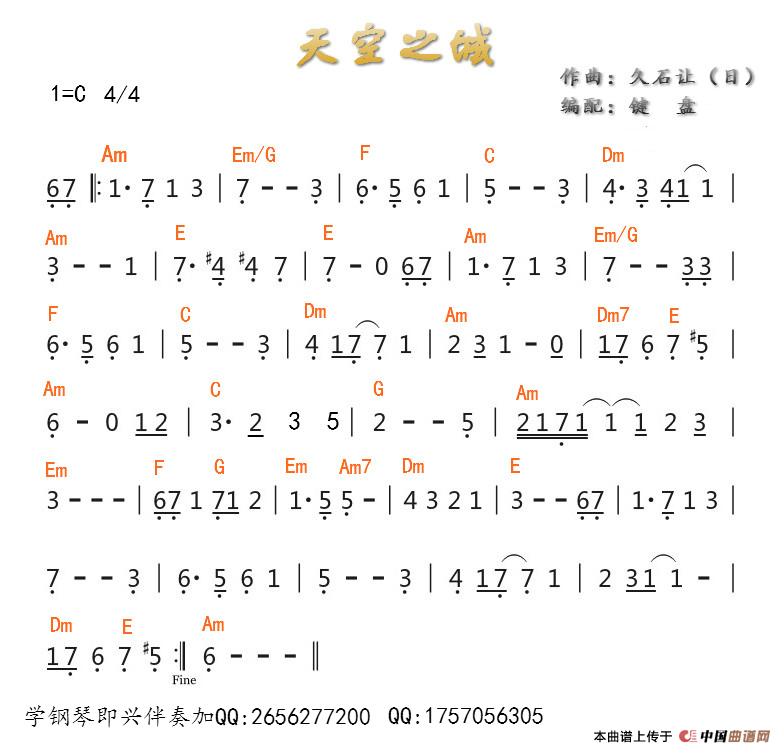 天空之城
作曲：久石让（日）
1=C 4/4
编配：键 盘
Am Em/G F C Dm
67 ‖: 1· 7 1 3 | 7 - - 3 | 6· 5 6 1 | 5 - - 3 | 4· 3 41 1 |
Am E E Am Em/G
3 - - 1 | 7· #4 #4 7 | 7 - 0 67 | 1· 7 1 3 | 7 - - 33 |
F C Dm Am Dm7 E
6· 5 6 1 | 5 - - 3 | 4 17 7 1 | 2 3 1 - 0 | 17 6 7 #5 |
Am C G Am
6 - 0 12 | 3· 2 3 5 | 2 - - 5 | 2171 1 1 2 3 |
Em F G Em Am7 Dm E
3 - - - | 67 1 71 2 | 1· 5 5 - | 4 3 2 1 | 3 - - 67 | 1· 7 1 3 |
7 - - 3 | 6· 5 6 1 | 5 - - 3 | 4 17 7 1 | 2 31 1 - |
Dm E Am
17 6 7 #5 :‖ 6 - - - ‖
Fine
学钢琴即兴伴奏加QQ:2656277200 QQ:1757056305
本曲谱上传于 中国曲谱网